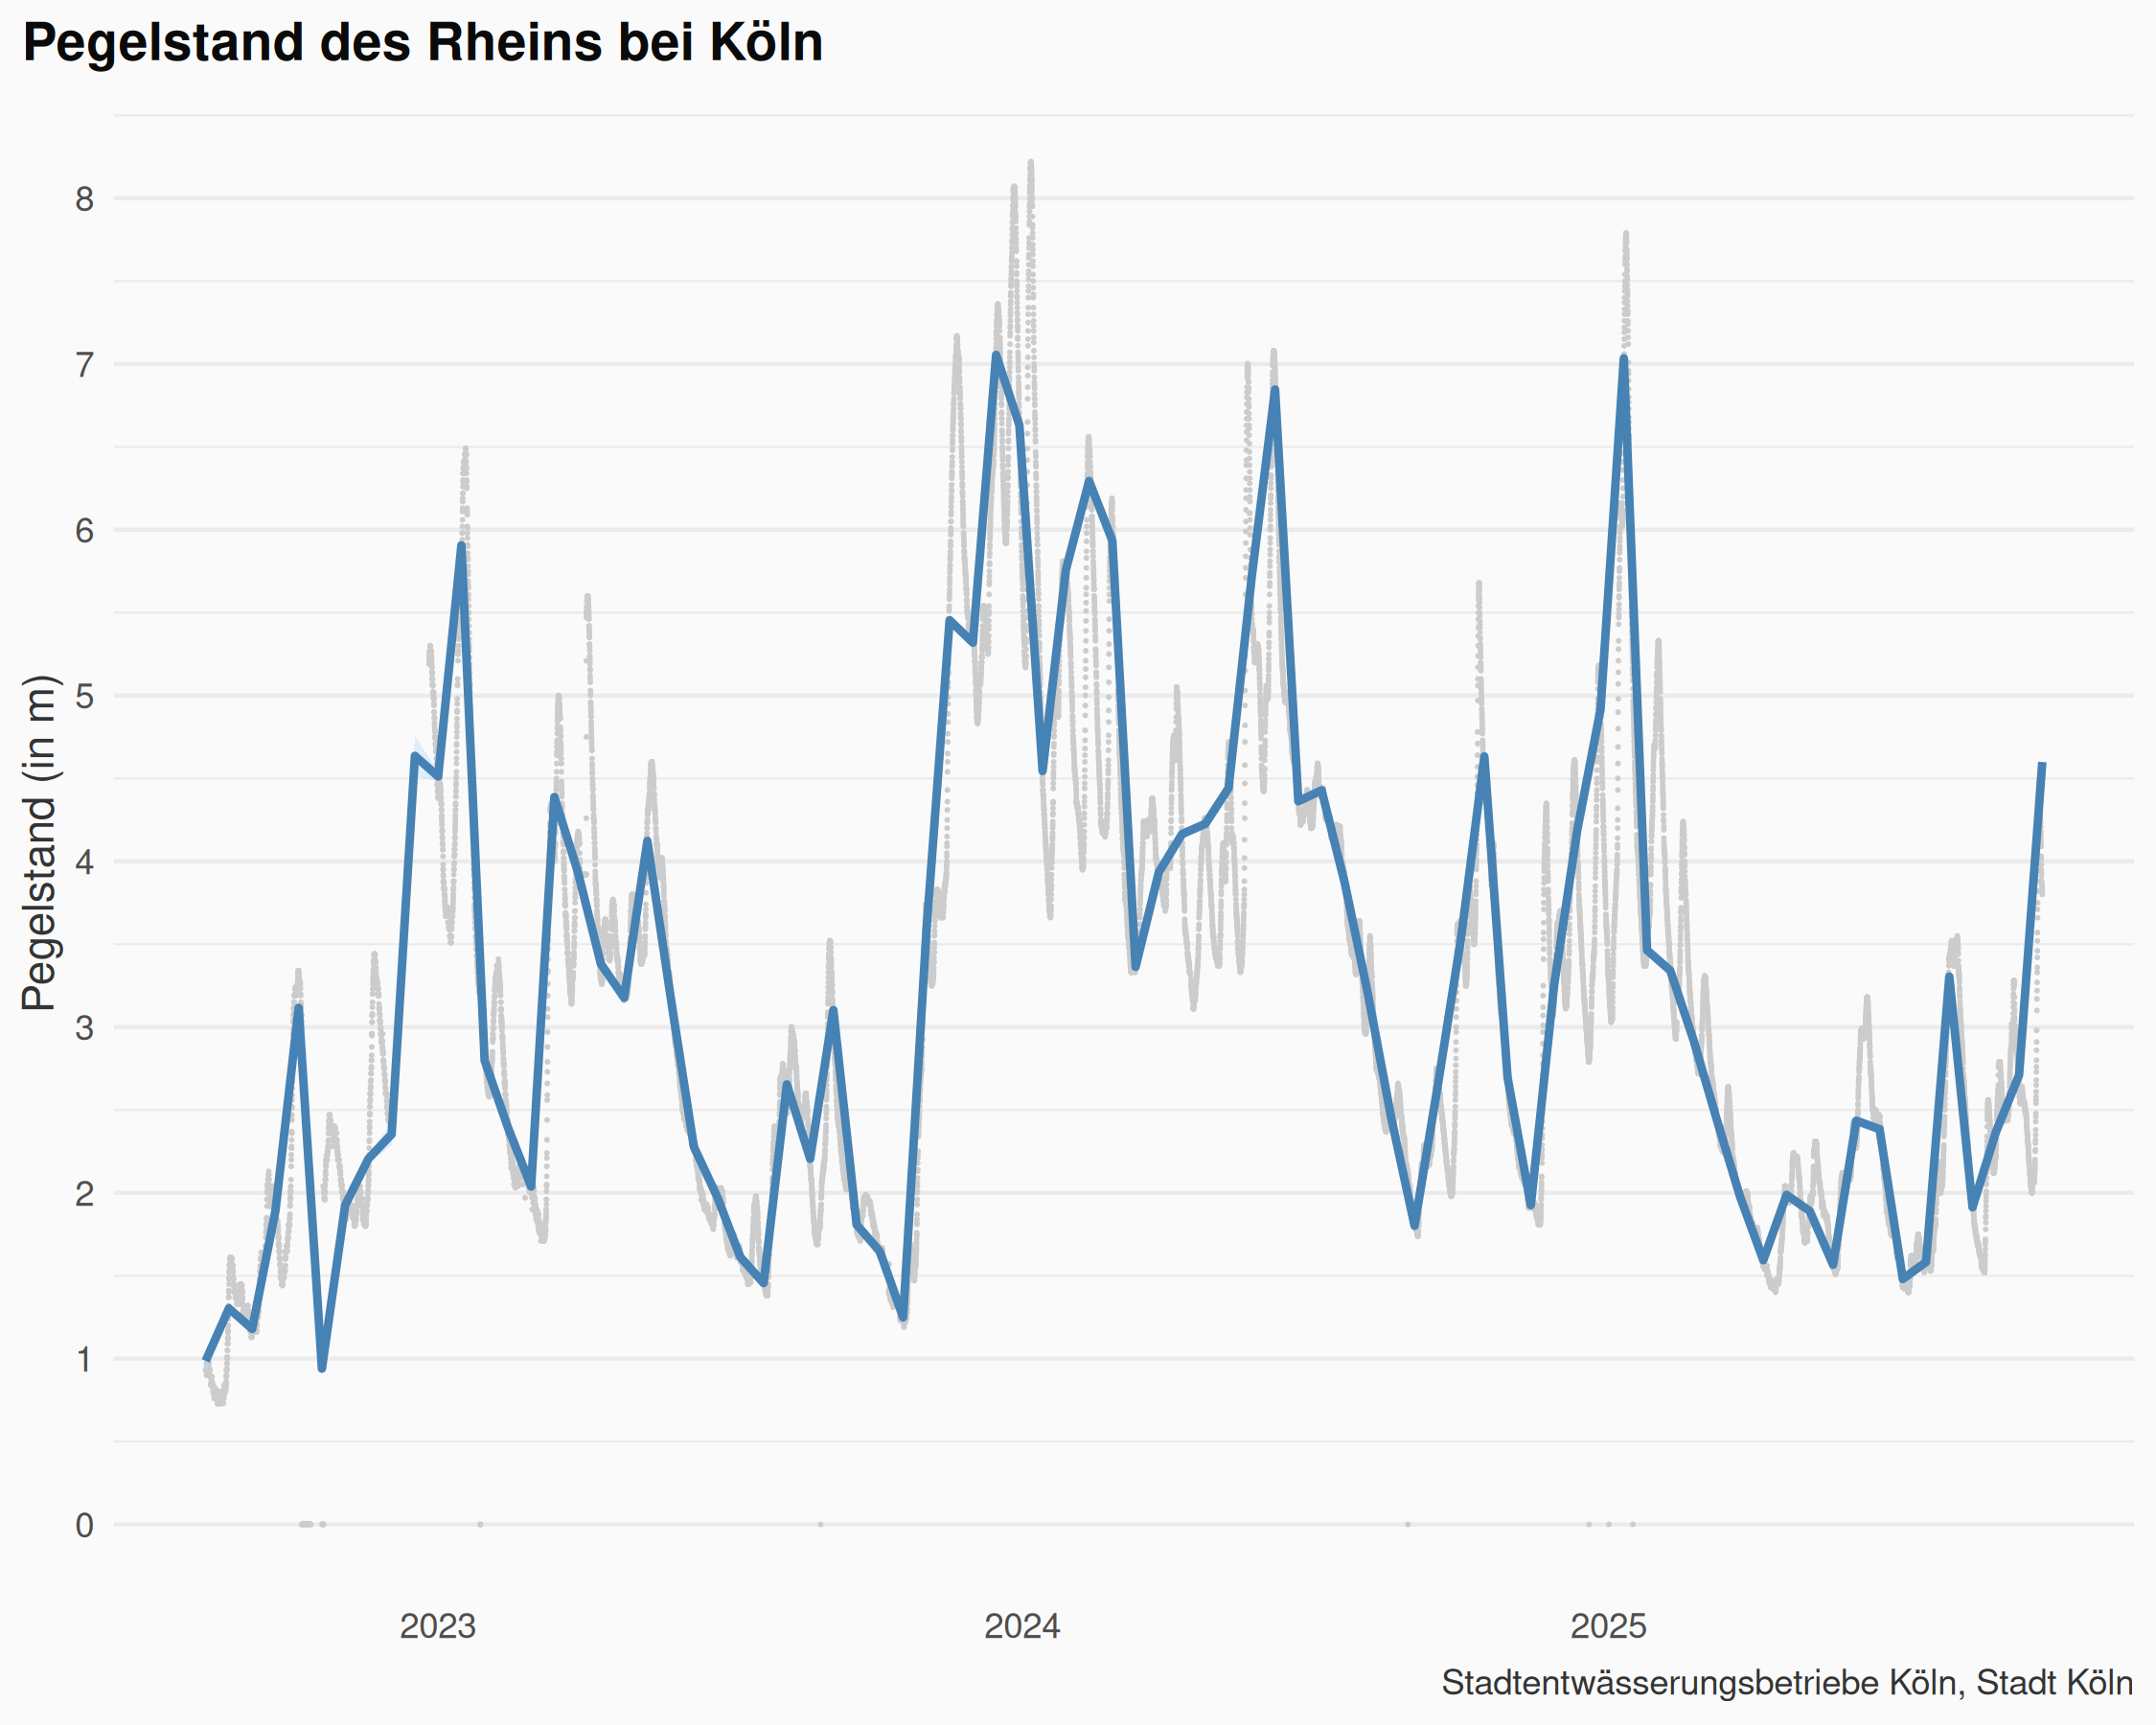 Pegelstand des Rheins bei Köln
Pegelstand (in m)
8
7
6
5
4
3
2
1
0
2023 2024 2025
Stadtentwässerungsbetriebe Köln, Stadt Köln